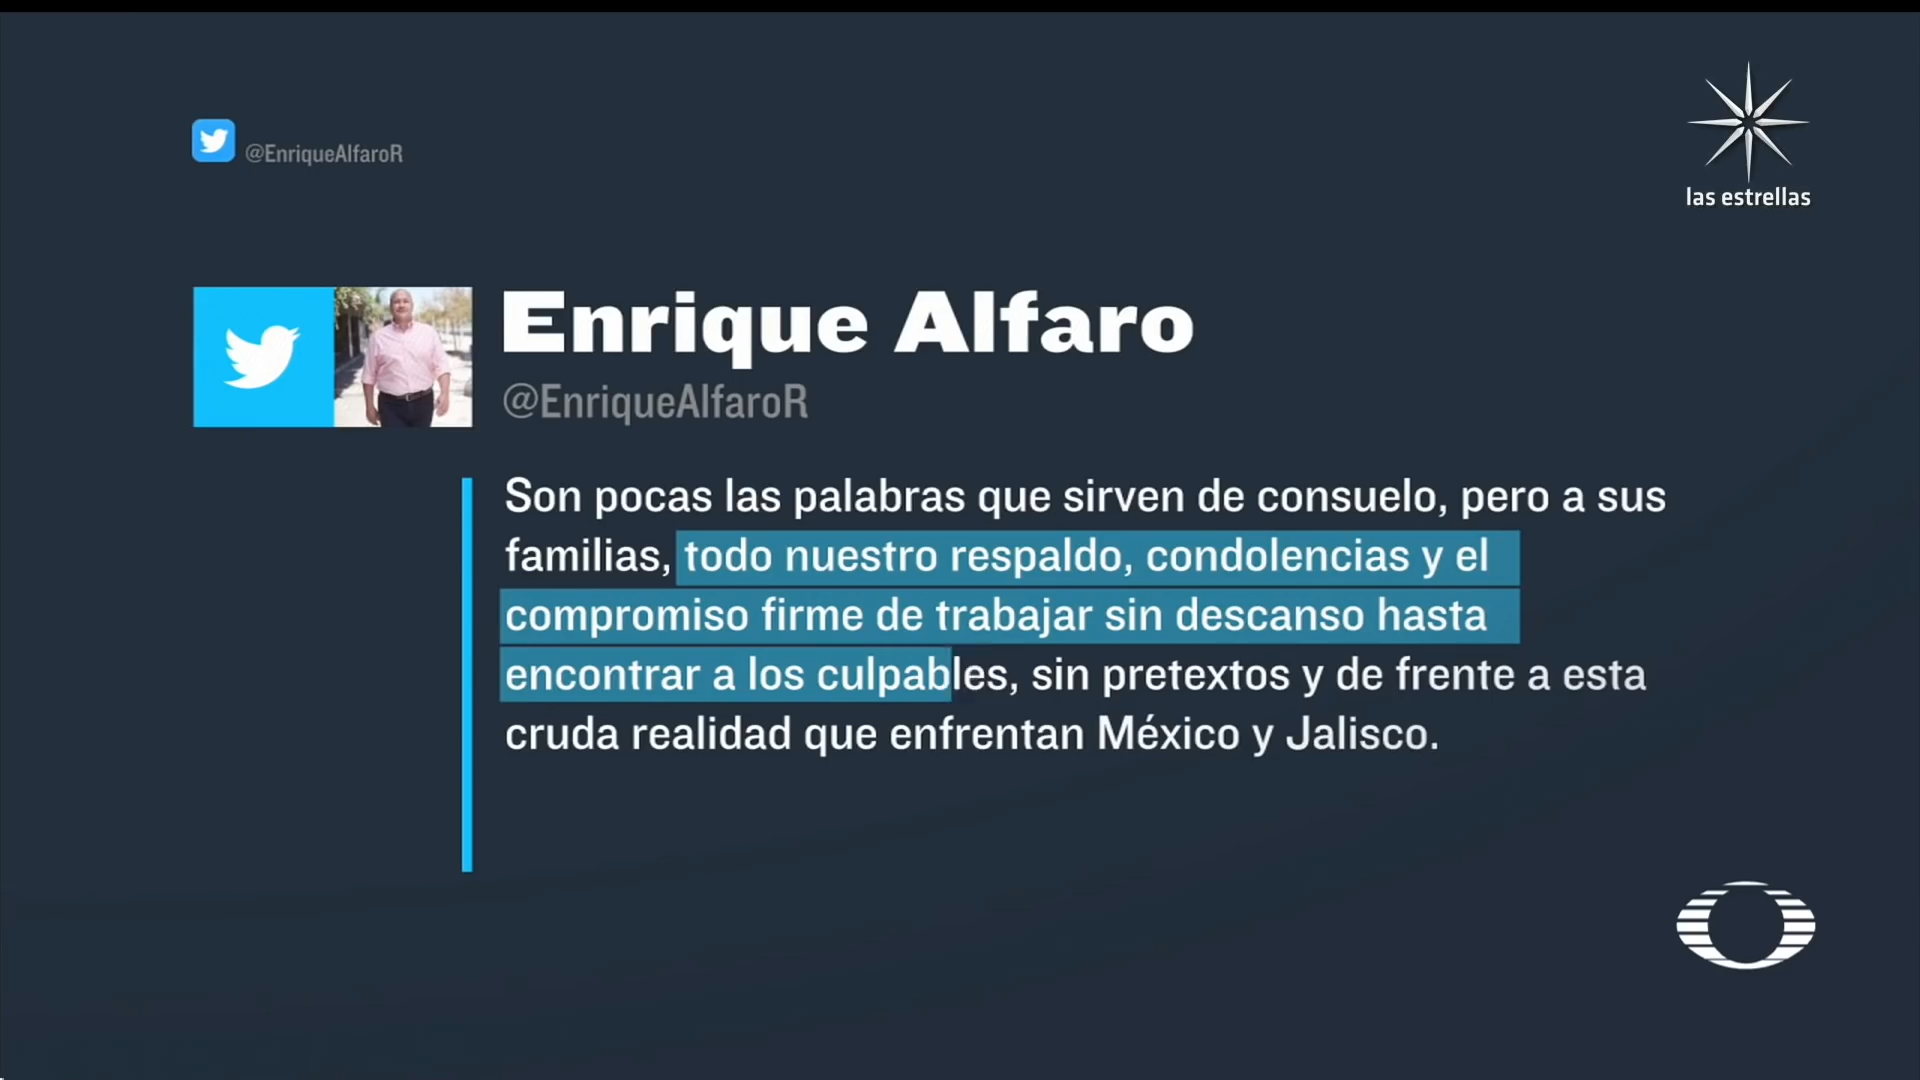 @EnriqueAlfaroR
las estrellas
Enrique Alfaro
@EnriqueAlfaroR
Son pocas las palabras que sirven de consuelo, pero a sus
familias, todo nuestro respaldo, condolencias y el
compromiso firme de trabajar sin descanso hasta
encontrar a los culpables, sin pretextos y de frente a esta
cruda realidad que enfrentan México y Jalisco.